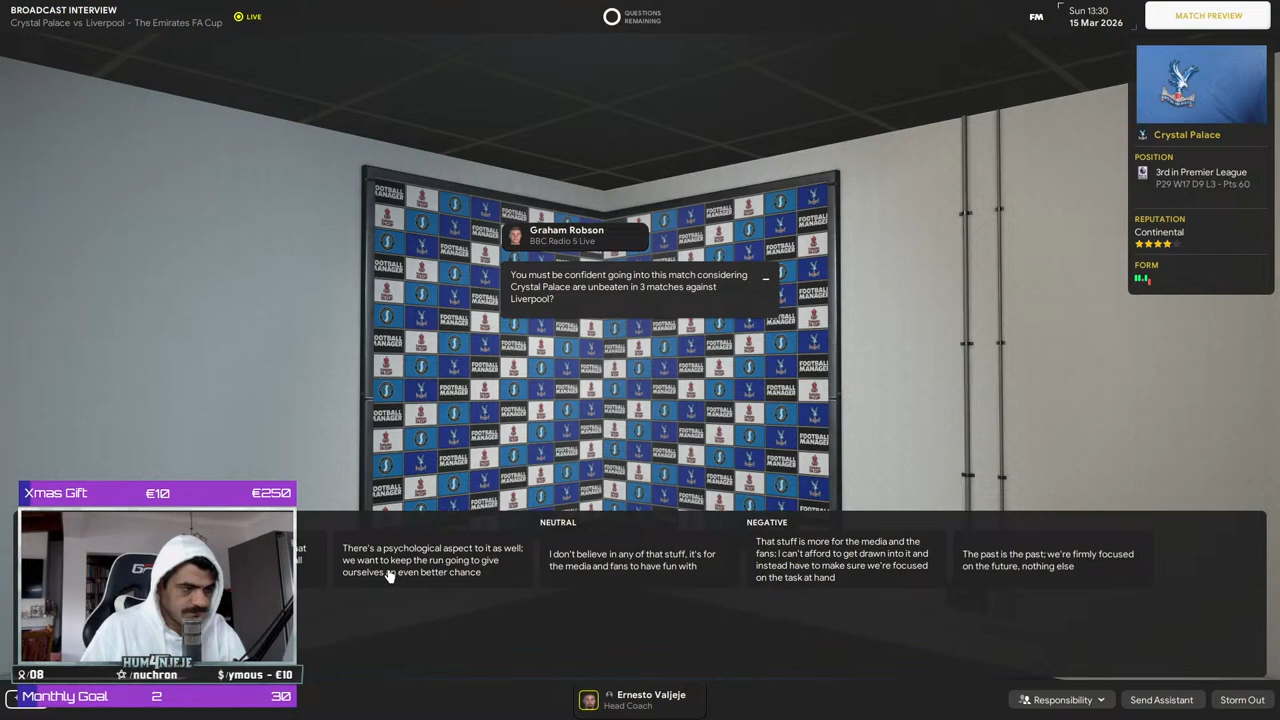 BROADCAST INTERVIEW
Crystal Palace vs Liverpool - The Emirates FA Cup
LIVE
QUESTIONS
REMAINING
FM
Sun 13:30
15 Mar 2026
MATCH PREVIEW
Crystal Palace
POSITION
3rd in Premier League
P29 W17 D9 L3 - Pts 60
REPUTATION
Continental
FORM
Graham Robson
BBC Radio 5 Live
You must be confident going into this match considering
Crystal Palace are unbeaten in 3 matches against
Liverpool?
FOOTBALL MANAGER
NEUTRAL
NEGATIVE
There's a psychological aspect to it as well;
we want to keep the run going to give
ourselves an even better chance
I don't believe in any of that stuff, it's for
the media and fans to have fun with
That stuff is more for the media and the
fans; I can't afford to get drawn into it and
instead have to make sure we're focused
on the task at hand
The past is the past; we're firmly focused
on the future, nothing else
Xmas Gift €10 €250
HUM4NJEJE
/08 /nuchron $/ymous - €10
Monthly Goal 2 30
Ernesto Valjeje
Head Coach
Responsibility
Send Assistant
Storm Out